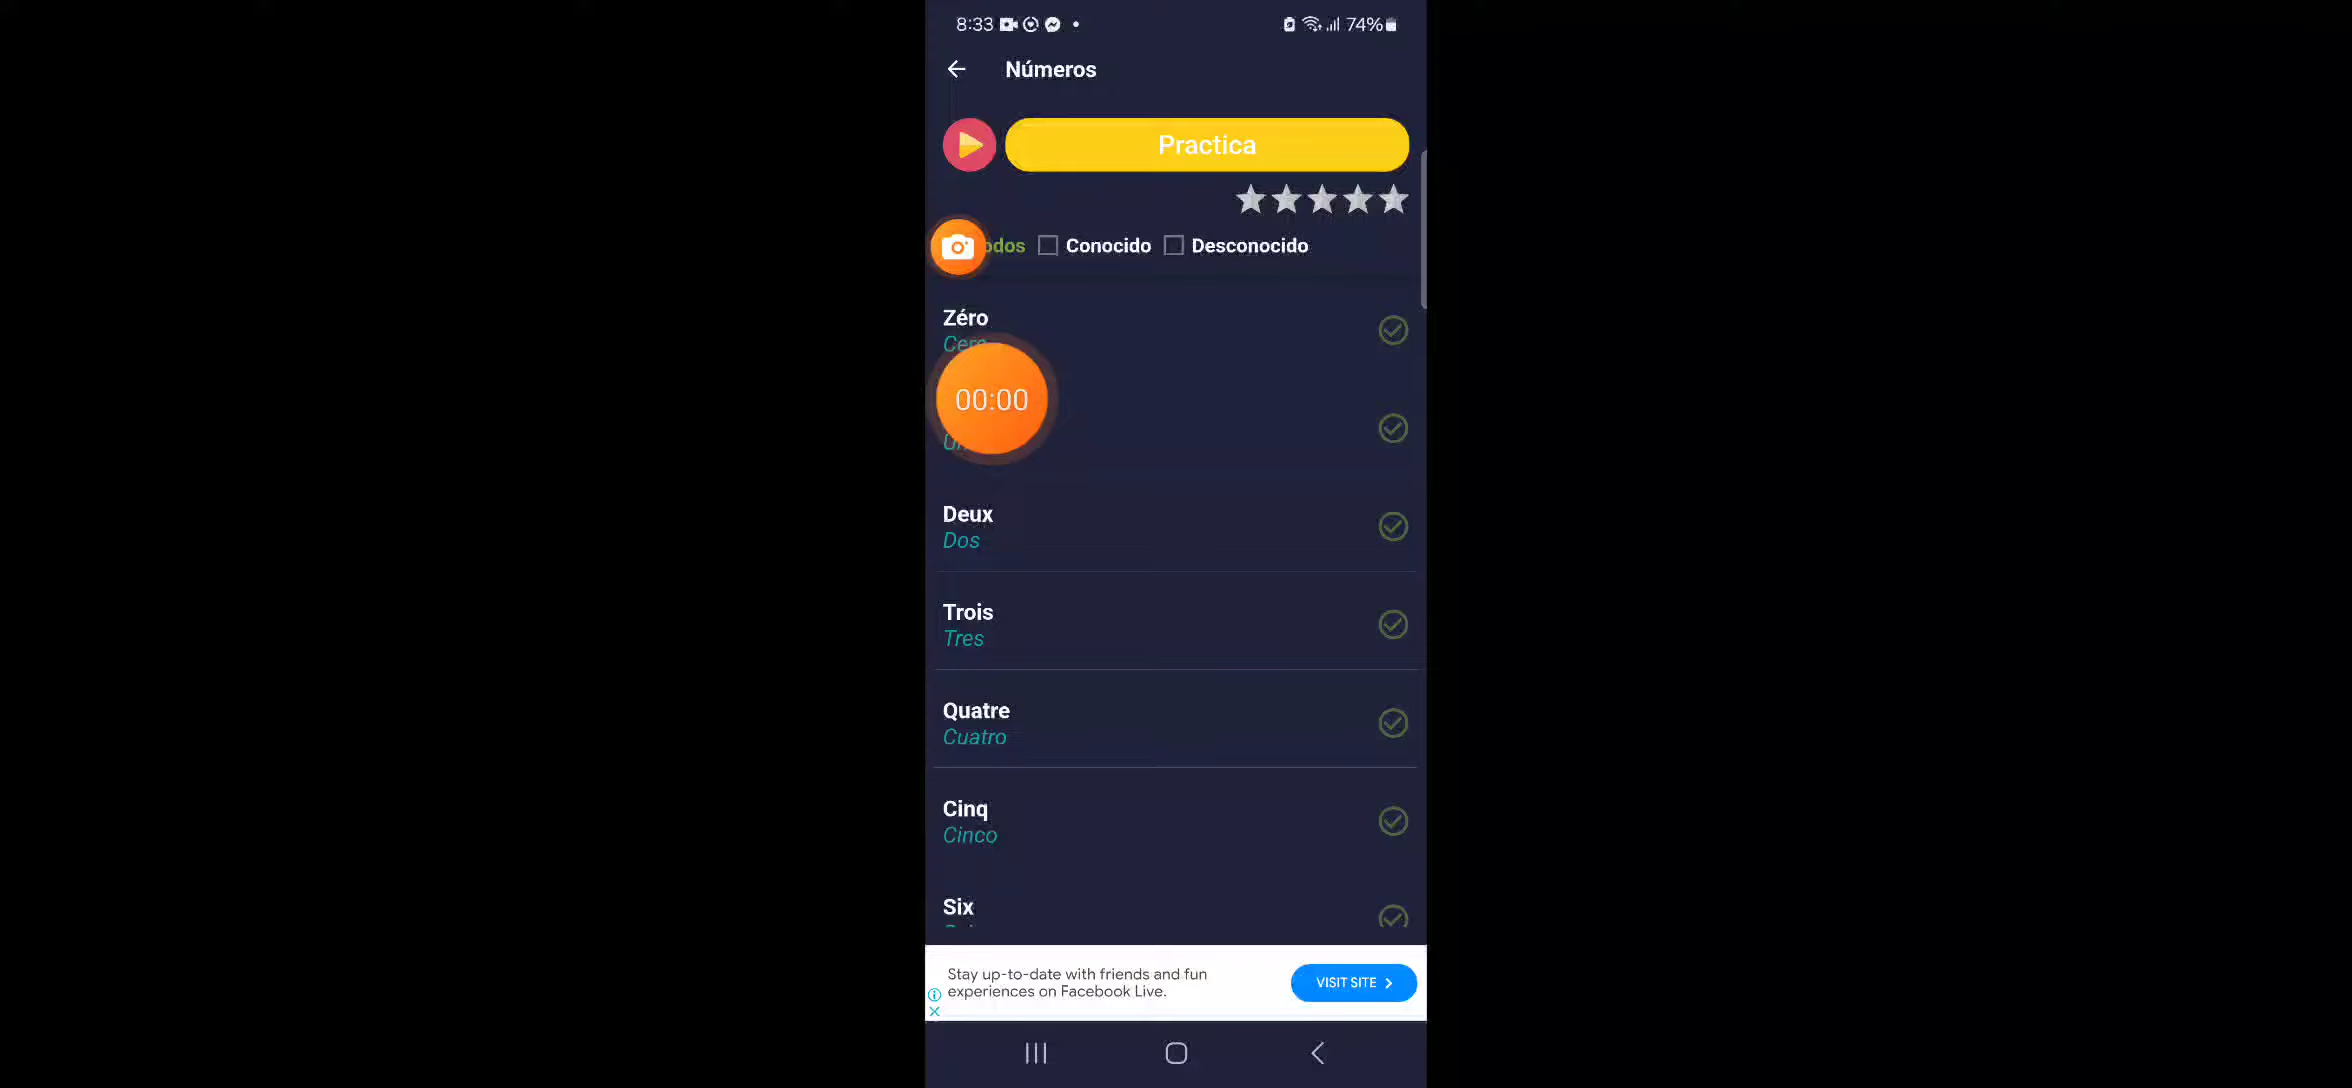 8:33 74%
Números
Practica
Conocido Desconocido
Zéro
00:00
Deux
Dos
Trois
Tres
Quatre
Cuatro
Cinq
Cinco
Six
Stay up-to-date with friends and fun
experiences on Facebook Live.
VISIT SITE